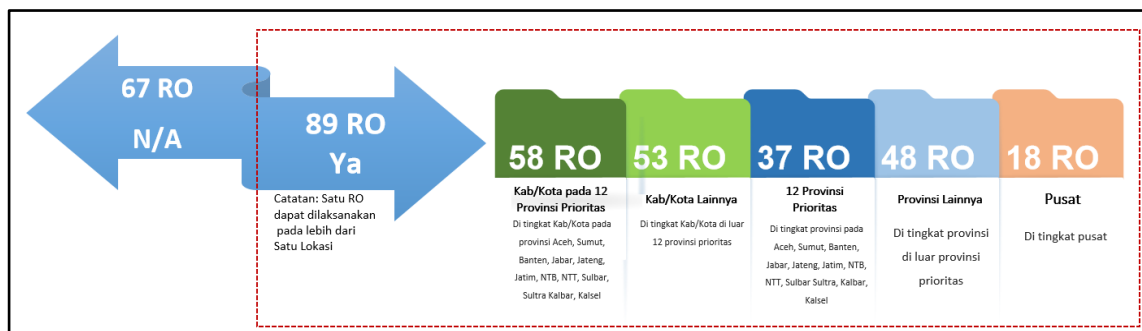 67 RO
N/A
89 RO
Ya
Catatan: Satu RO
dapat dilaksanakan
pada lebih dari
Satu Lokasi
58 RO
Kab/Kota pada 12
Provinsi Prioritas
Di tingkat Kab/Kota pada
provinsi Aceh, Sumut,
Banten, Jabar, Jateng,
Jatim, NTB, NTT, Sulbar,
Sultra Kalbar, Kalsel
53 RO
Kab/Kota Lainnya
Di tingkat Kab/Kota di luar
12 provinsi prioritas
37 RO
12 Provinsi
Prioritas
Di tingkat provinsi pada
Aceh, Sumut, Banten,
Jabar, Jateng, Jatim, NTB,
NTT, Sulbar Sultra, Kalbar,
Kalsel
48 RO
Provinsi Lainnya
Di tingkat provinsi
di luar provinsi
prioritas
18 RO
Pusat
Di tingkat pusat